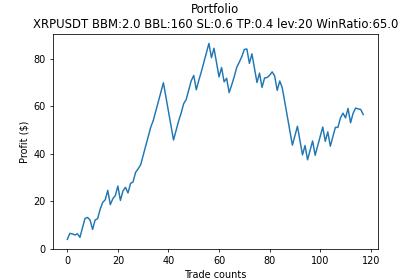 Portfolio
XRPUSDT BBM:2.0 BBL:160 SL:0.6 TP:0.4 lev:20 WinRatio:65.0
Profit ($)
80
60
40
20
0
0 20 40 60 80 100 120
Trade counts